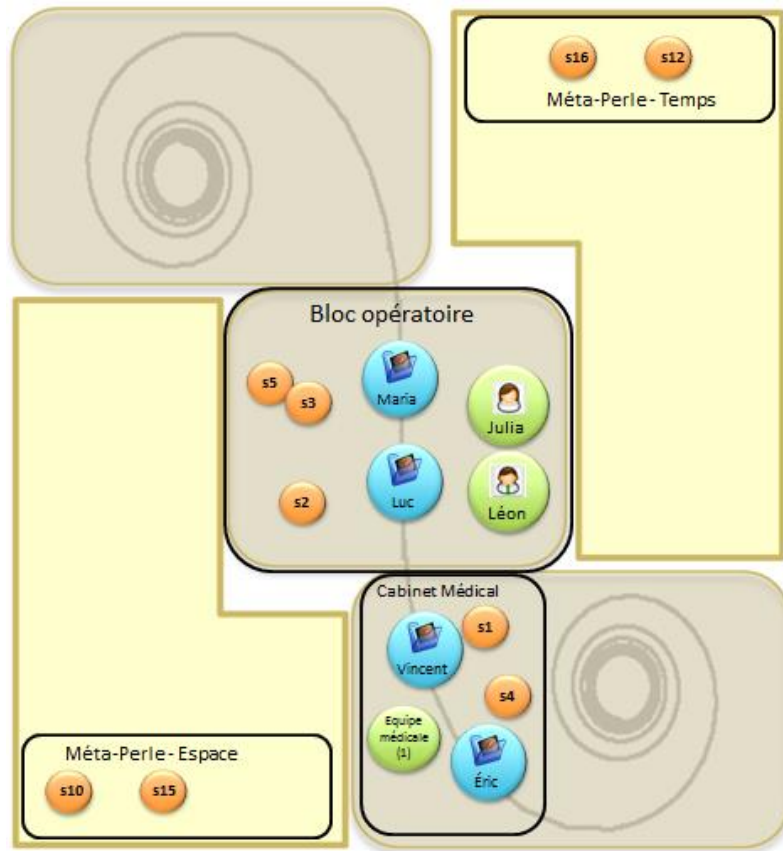 s16
s12
Méta-Perle - Temps
Bloc opératoire
s5
s3
Maria
Julia
s2
Luc
Léon
Cabinet Médical
s1
Vincent
s4
Equipe
médicale
(1)
Éric
Méta-Perle - Espace
s10
s15